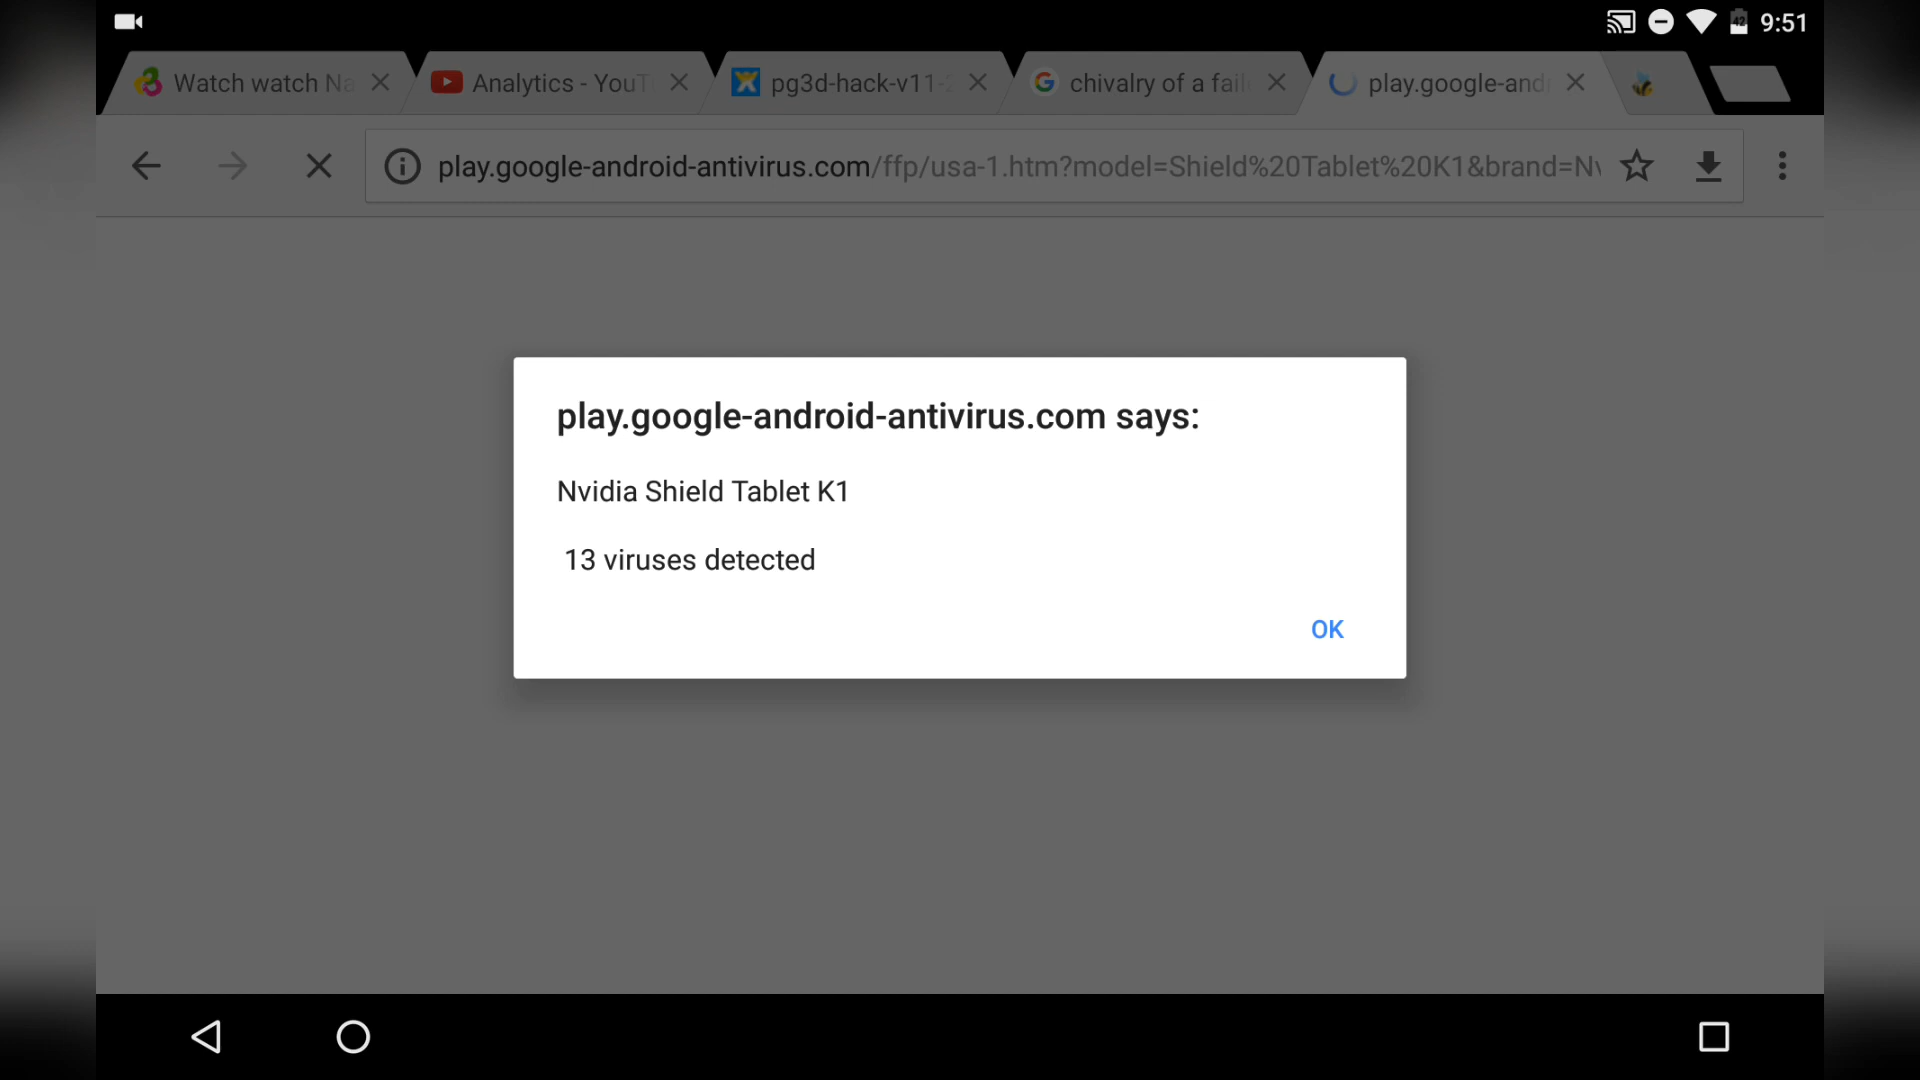 42 9:51
Watch watch Na
Analytics - YouT
pg3d-hack-v11-
chivalry of a fail
play.google-andr
play.google-android-antivirus.com/ffp/usa-1.htm?model=Shield%20Tablet%20K1&brand=Nv
play.google-android-antivirus.com says:
Nvidia Shield Tablet K1
13 viruses detected
OK